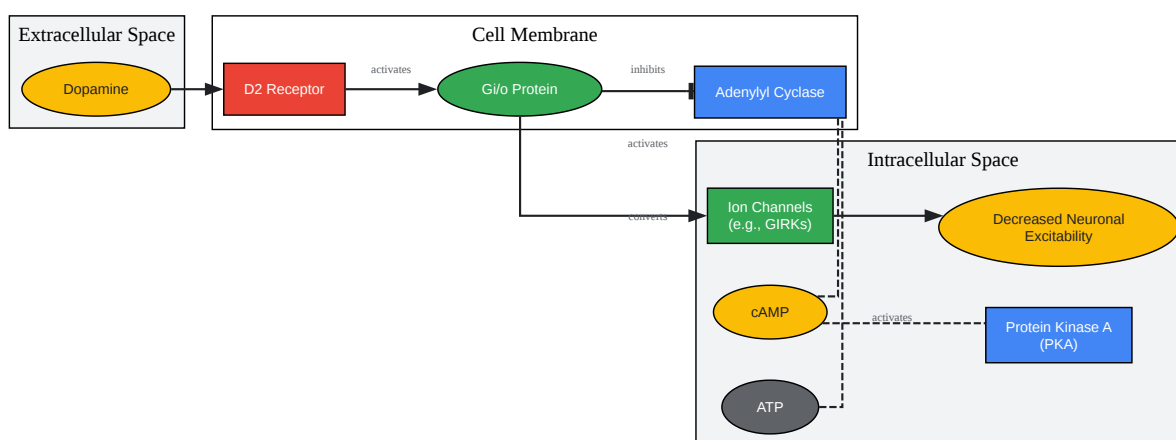 Extracellular Space
Dopamine
Cell Membrane
D2 Receptor
activates
Gi/o Protein
inhibits
Adenylyl Cyclase
activates
converts
Intracellular Space
Ion Channels
(e.g., GIRKs)
Decreased Neuronal
Excitability
cAMP
activates
Protein Kinase A
(PKA)
ATP